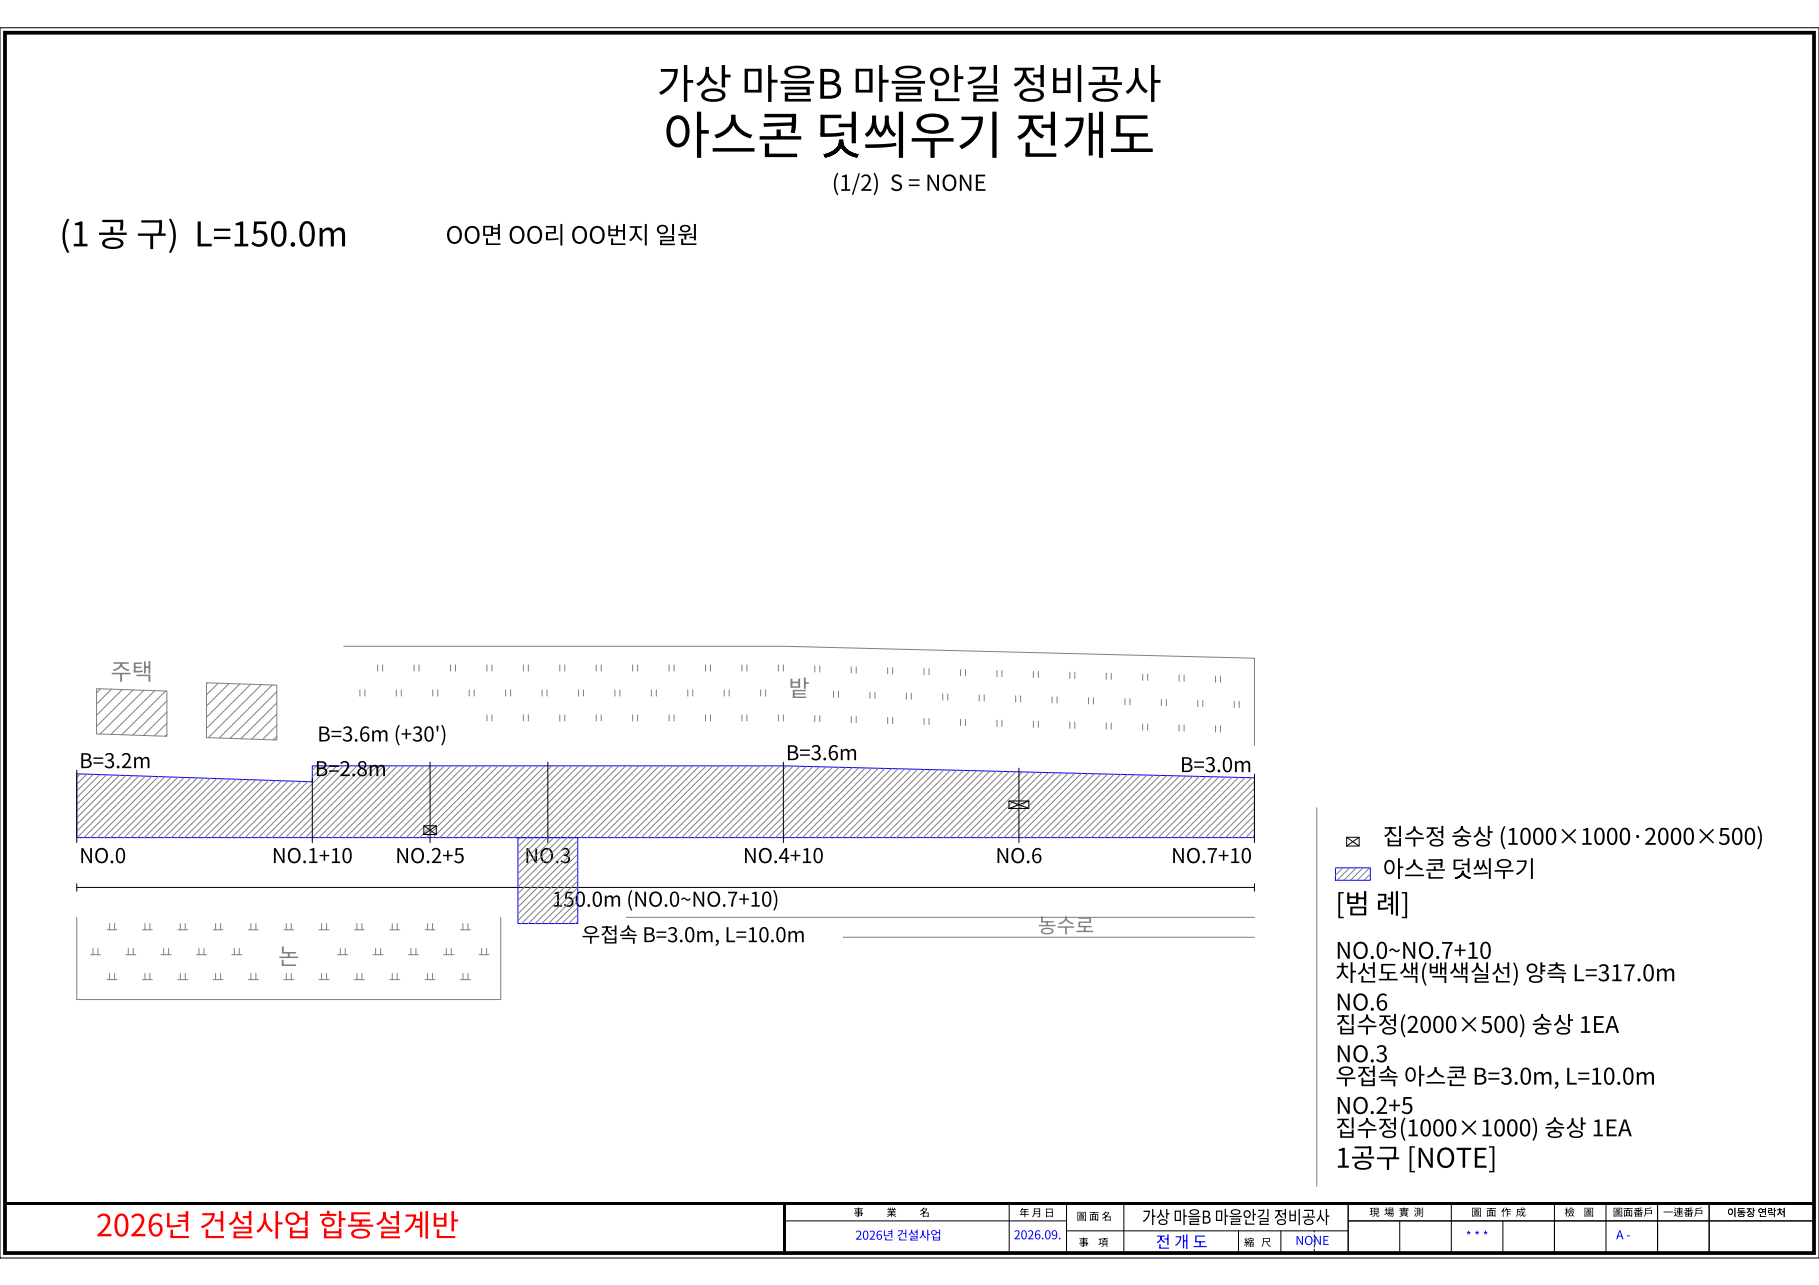 가상 마을B 마을안길 정비공사
아스콘 덧씌우기 전개도
(1/2) S = NONE
(1 공 구) L=150.0m
OO면 OO리 OO번지 일원
주택
밭
B=3.6m (+30')
B=3.2m
B=2.8m
B=3.6m
B=3.0m
NO.0
NO.1+10
NO.2+5
NO.3
NO.4+10
NO.6
NO.7+10
150.0m (NO.0~NO.7+10)
우접속 B=3.0m, L=10.0m
농수로
논
집수정 숭상 (1000×1000·2000×500)
아스콘 덧씌우기
[범 례]
NO.0~NO.7+10
차선도색(백색실선) 양측 L=317.0m
NO.6
집수정(2000×500) 숭상 1EA
NO.3
우접속 아스콘 B=3.0m, L=10.0m
NO.2+5
집수정(1000×1000) 숭상 1EA
1공구 [NOTE]
2026년 건설사업 합동설계반
事 業 名
2026년 건설사업
年月日
2026.09.
圖面名
가상 마을B 마을안길 정비공사
事 項
전 개 도
縮 尺
NONE
現 場 實 測
圖 面 作 成
* * *
檢 圖
圖面番戶
A -
一連番戶
이동장 연락처